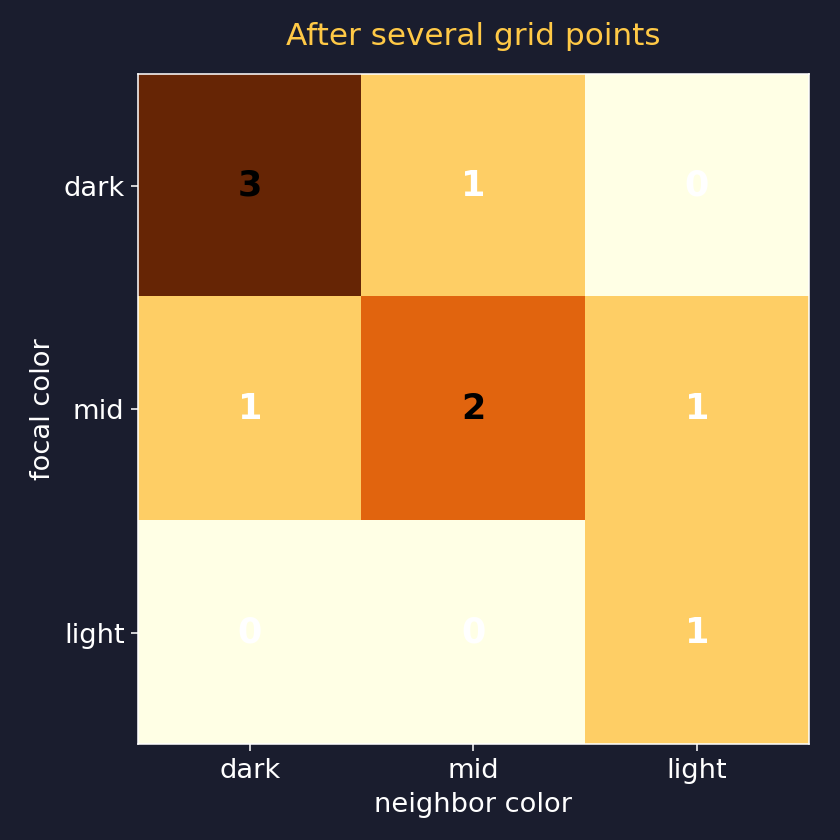 After several grid points
focal color
dark
3
1
0
mid
1
2
1
light
0
0
1
dark
mid
light
neighbor color